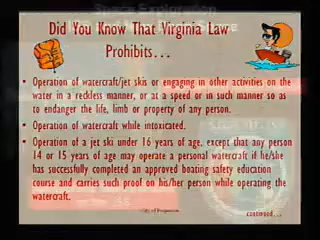 Space Exploration
Did You Know That Virginia Law
Prohibits...
• Operation of watercraft/jet skis or engaging in other activities on the
water in a reckless manner, or at a speed or in such manner so as
to endanger the life, limb or property of any person.
• Operation of watercraft while intoxicated.
• Operation of a jet ski under 16 years of age, except that any person
14 or 15 years of age may operate a personal watercraft if he/she
has successfully completed an approved boating safety education
course and carries such proof on his/her person while operating the
watercraft.
continued...